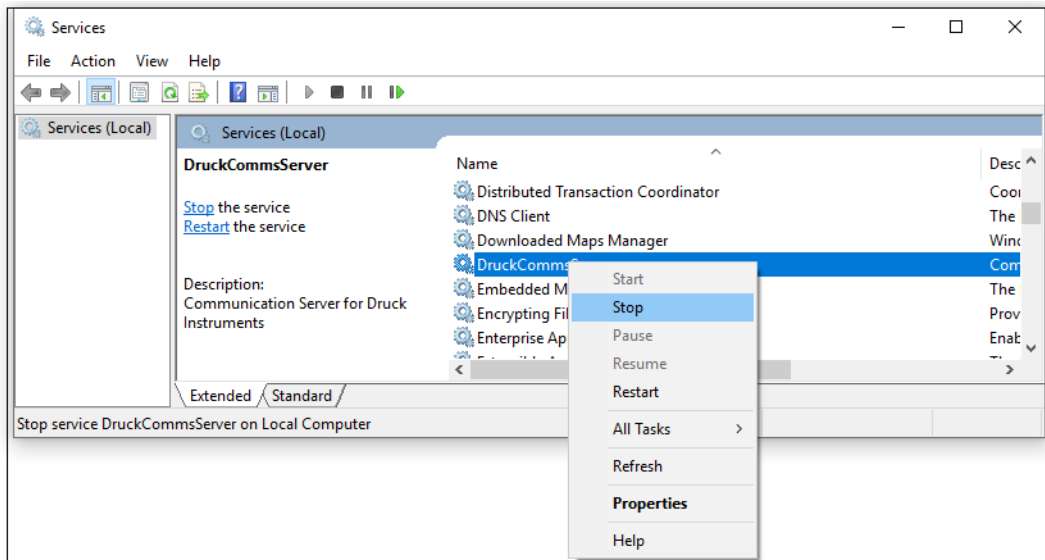 Services
File Action View Help
Services (Local)
Services (Local)
DruckCommsServer
Stop the service
Restart the service
Description:
Communication Server for Druck
Instruments
Name
Desc
Distributed Transaction Coordinator
Coor
DNS Client
The
Downloaded Maps Manager
Wind
DruckComms
Com
Embedded M
The
Encrypting Fil
Prov
Enterprise Ap
Enab
Start
Stop
Pause
Resume
Restart
All Tasks
Refresh
Properties
Help
Extended Standard
Stop service DruckCommsServer on Local Computer